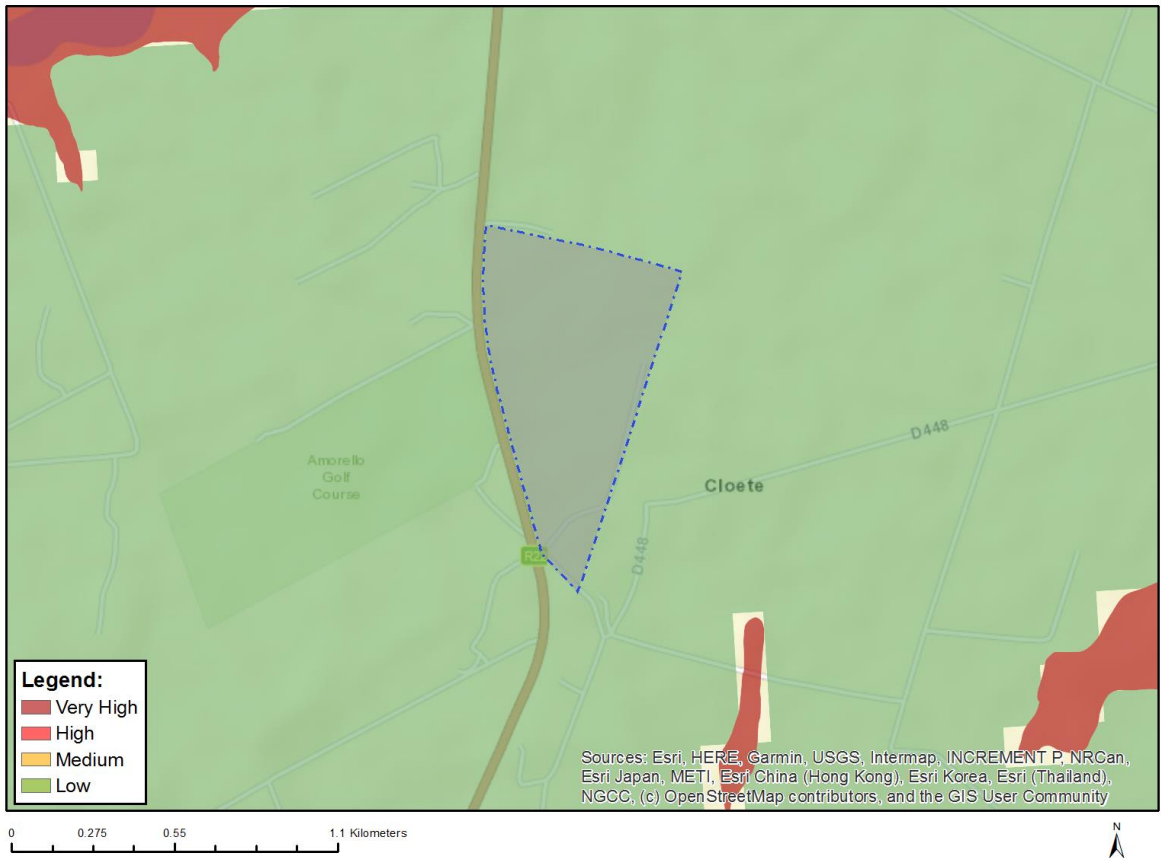 Amorello
Golf
Course
D448
Cloete
D448
Legend:
Very High
High
Medium
Low
Sources: Esri, HERE, Garmin, USGS, Intermap, INCREMENT P, NRCan,
Esri Japan, METI, Esri China (Hong Kong), Esri Korea, Esri (Thailand),
NGCC, (c) OpenStreetMap contributors, and the GIS User Community
0 0.275 0.55 1.1 Kilometers
N